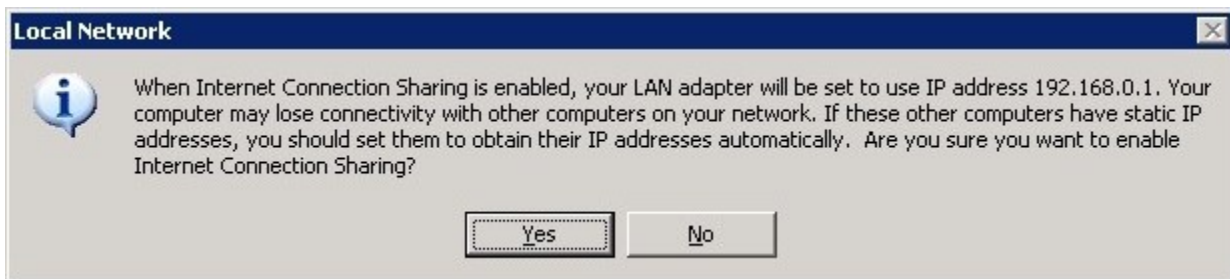 Local Network
When Internet Connection Sharing is enabled, your LAN adapter will be set to use IP address 192.168.0.1. Your
computer may lose connectivity with other computers on your network. If these other computers have static IP
addresses, you should set them to obtain their IP addresses automatically.  Are you sure you want to enable
Internet Connection Sharing?
Yes
No